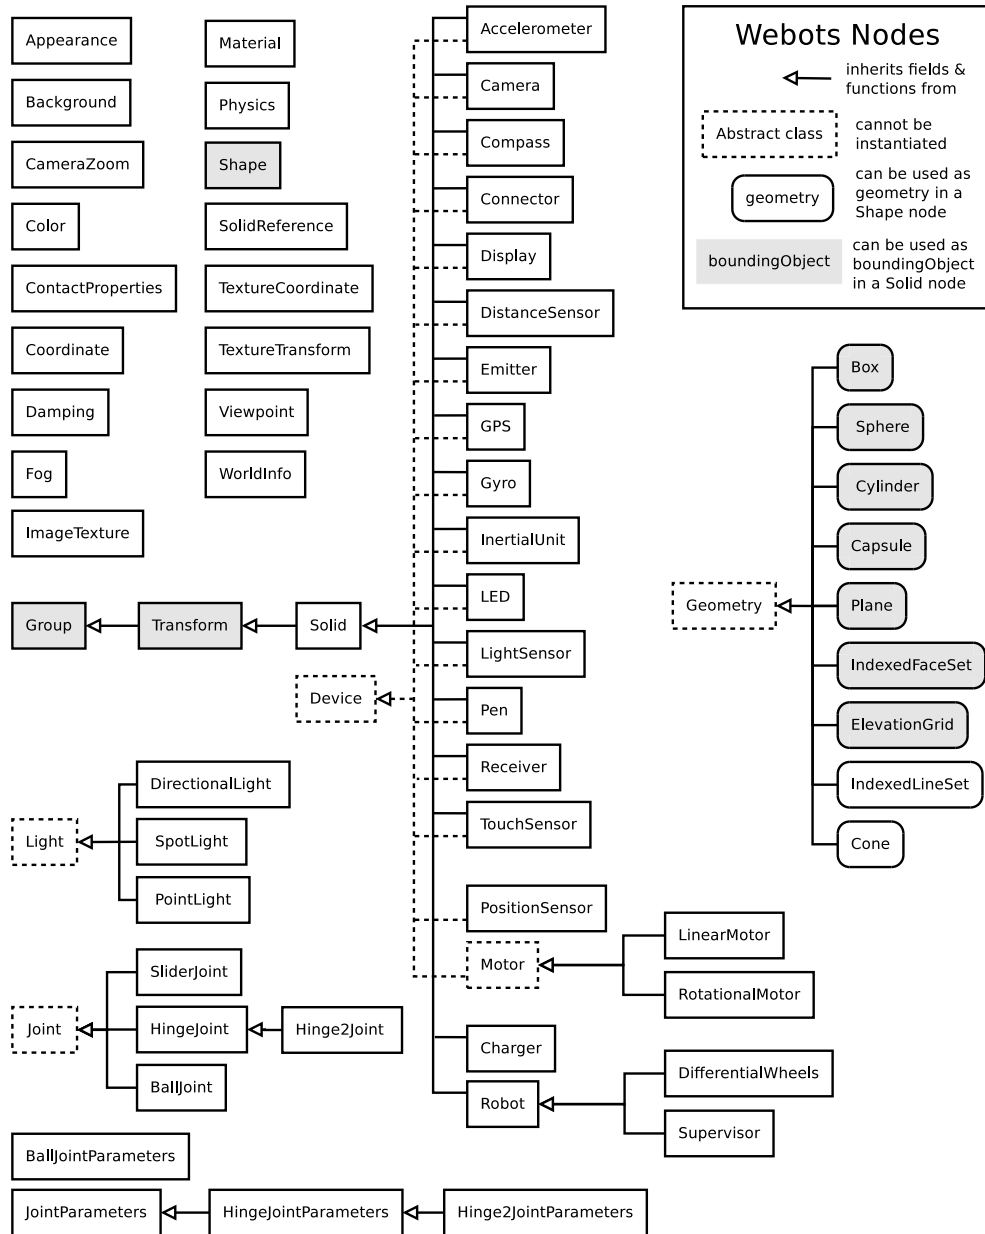 Appearance
Background
CameraZoom
Color
ContactProperties
Coordinate
Damping
Fog
ImageTexture
Material
Physics
Shape
SolidReference
TextureCoordinate
TextureTransform
Viewpoint
WorldInfo
Group
Transform
Solid
Device
Accelerometer
Camera
Compass
Connector
Display
DistanceSensor
Emitter
GPS
Gyro
InertialUnit
LED
LightSensor
Pen
Receiver
TouchSensor
PositionSensor
Motor
LinearMotor
RotationalMotor
Charger
Robot
DifferentialWheels
Supervisor
Light
DirectionalLight
SpotLight
PointLight
Joint
SliderJoint
HingeJoint
Hinge2Joint
BallJoint
BallJointParameters
JointParameters
HingeJointParameters
Hinge2JointParameters
Webots Nodes
inherits fields &
functions from
Abstract class
cannot be
instantiated
geometry
can be used as
geometry in a
Shape node
boundingObject
can be used as
boundingObject
in a Solid node
Geometry
Box
Sphere
Cylinder
Capsule
Plane
IndexedFaceSet
ElevationGrid
IndexedLineSet
Cone